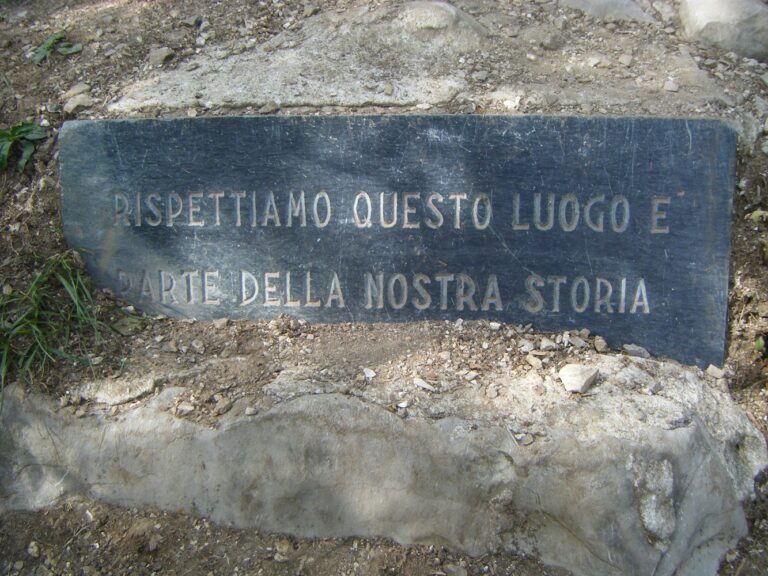 RISPETTIAMO QUESTO LUOGO E'
PARTE DELLA NOSTRA STORIA